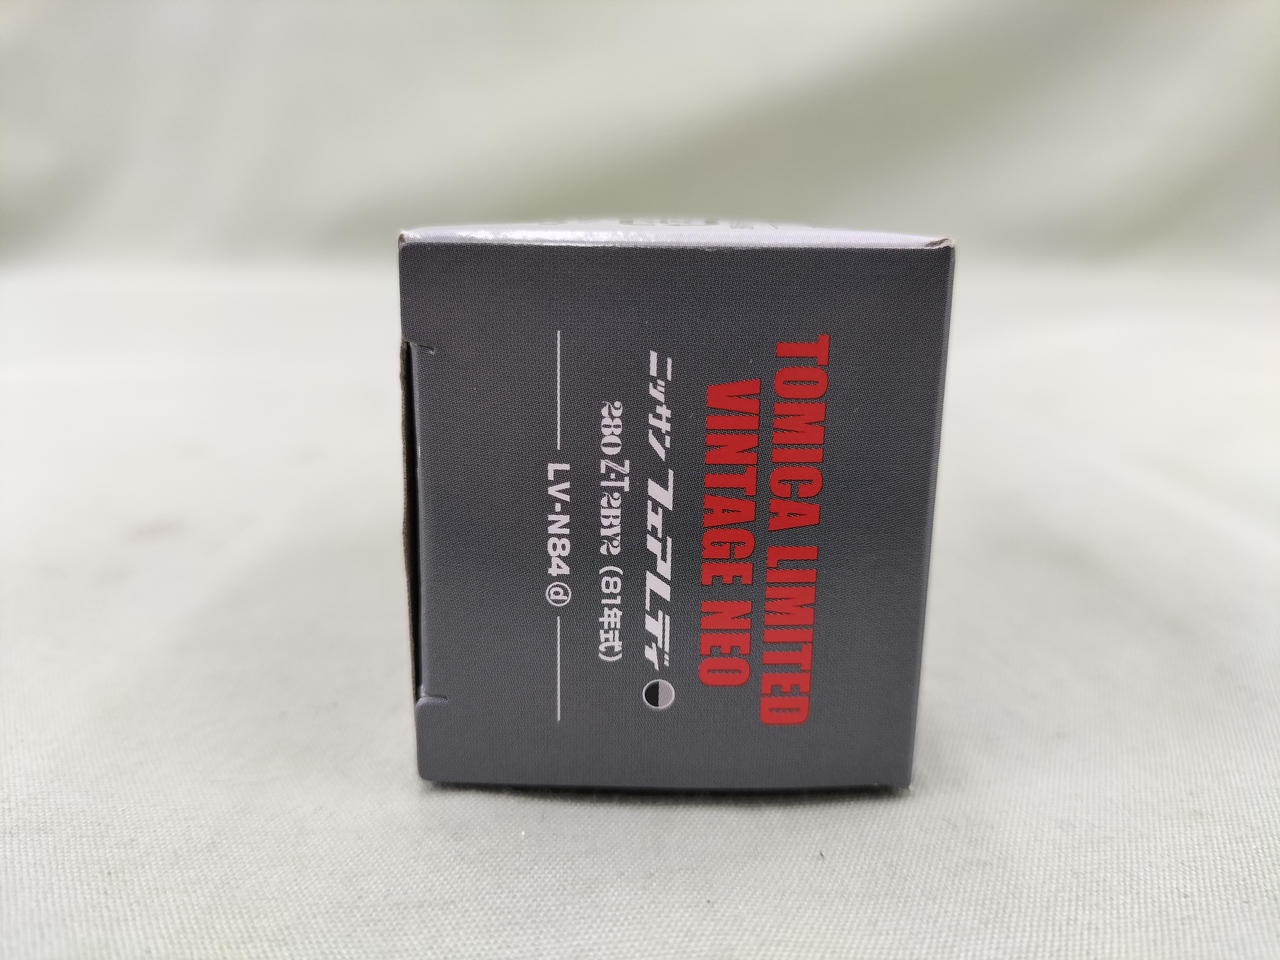 TOMICA LIMITED
VINTAGE NEO
ニッサン フェアレディ
280Z-T 2BY2 (81年式)
LV-N84ⓓ